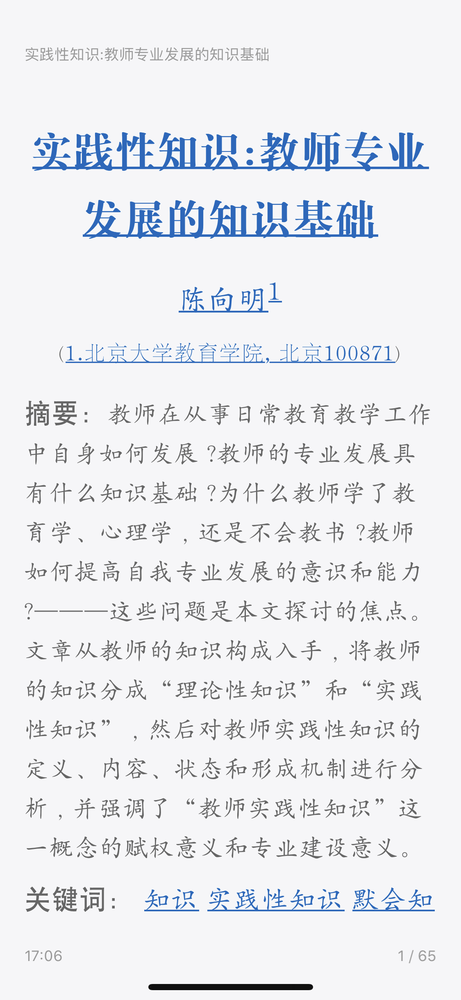 实践性知识:教师专业发展的知识基础
实践性知识:教师专业
发展的知识基础
陈向明1
(1.北京大学教育学院, 北京100871)
摘要： 教师在从事日常教育教学工作
中自身如何发展 ?教师的专业发展具
有什么知识基础 ?为什么教师学了教
育学、心理学 , 还是不会教书 ?教师
如何提高自我专业发展的意识和能力
?———这些问题是本文探讨的焦点。
文章从教师的知识构成入手 , 将教师
的知识分成“理论性知识”和“实践
性知识” , 然后对教师实践性知识的
定义、内容、状态和形成机制进行分
析 , 并强调了“教师实践性知识”这
一概念的赋权意义和专业建设意义。
关键词： 知识 实践性知识 默会知
17:06
1 / 65